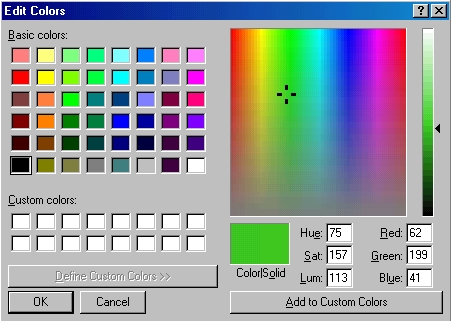 Edit Colors
Basic colors:
Custom colors:
Define Custom Colors >>
OK
Cancel
Color|Solid
Hue: 75
Sat: 157
Lum: 113
Red: 62
Green: 199
Blue: 41
Add to Custom Colors